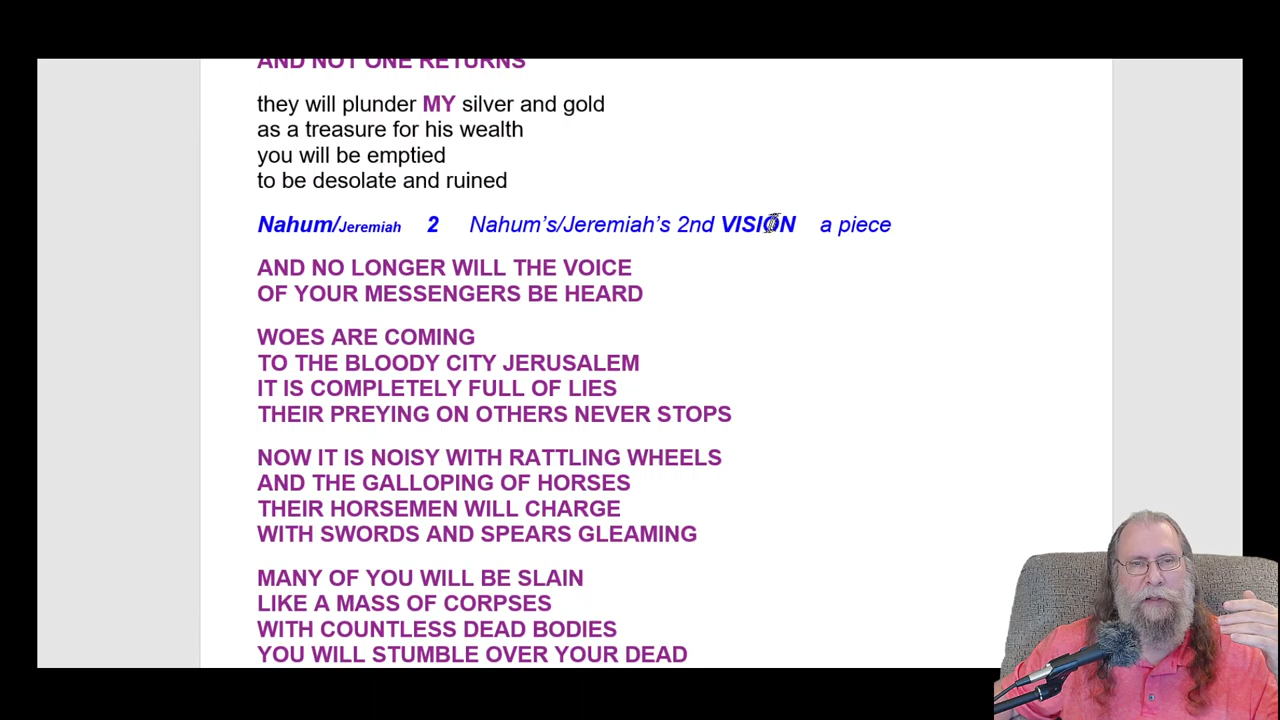 AND NOT ONE RETURNS
they will plunder MY silver and gold
as a treasure for his wealth
you will be emptied
to be desolate and ruined
Nahum/Jeremiah 2 Nahum's/Jeremiah's 2nd VISION a piece
AND NO LONGER WILL THE VOICE
OF YOUR MESSENGERS BE HEARD
WOES ARE COMING
TO THE BLOODY CITY JERUSALEM
IT IS COMPLETELY FULL OF LIES
THEIR PREYING ON OTHERS NEVER STOPS
NOW IT IS NOISY WITH RATTLING WHEELS
AND THE GALLOPING OF HORSES
THEIR HORSEMEN WILL CHARGE
WITH SWORDS AND SPEARS GLEAMING
MANY OF YOU WILL BE SLAIN
LIKE A MASS OF CORPSES
WITH COUNTLESS DEAD BODIES
YOU WILL STUMBLE OVER YOUR DEAD